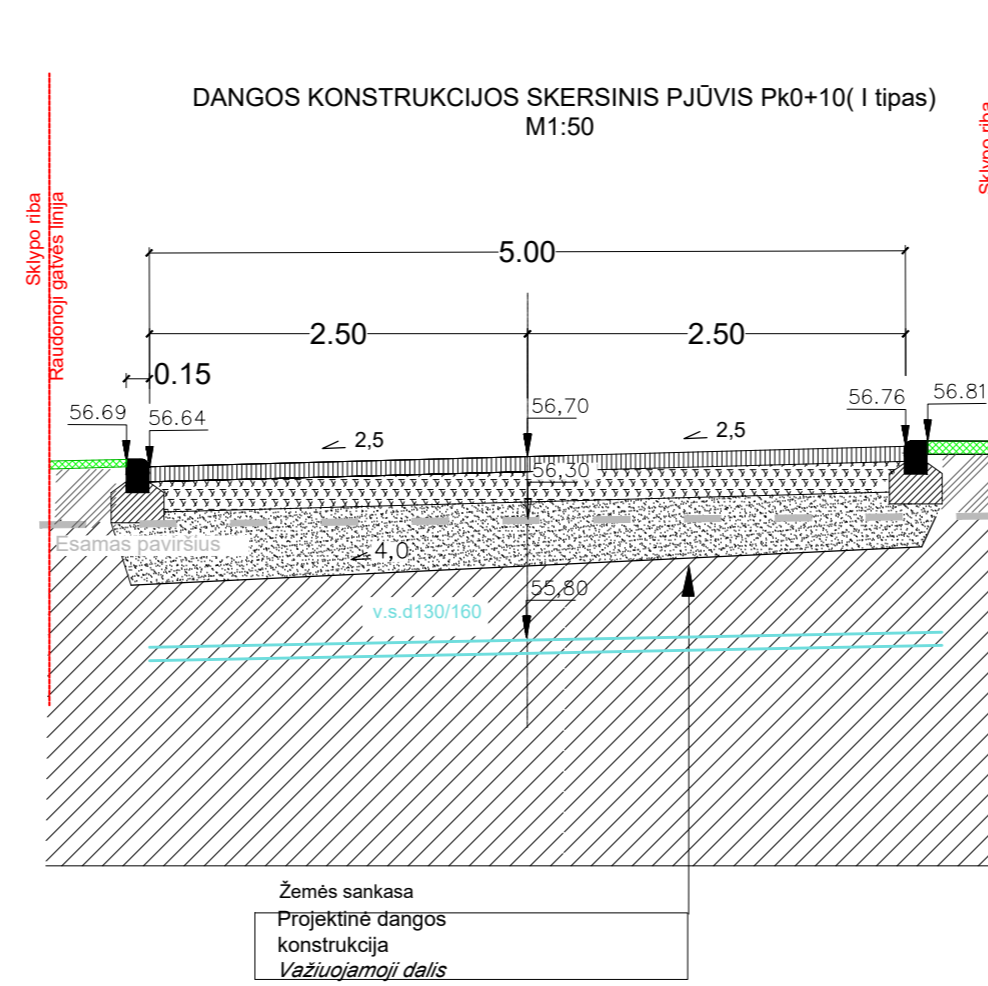 DANGOS KONSTRUKCIJOS SKERSINIS PJŪVIS Pk0+10( I tipas)
M1:50
Sklypo riba
Raudonoji gatvės linija
Sklypo riba
5.00
2.50
2.50
0.15
56.69
56.64
56,70
56.76
56.81
2,5
2,5
56,30
Esamas paviršius
4,0
55,80
v.s.d130/160
Žemės sankasa
Projektinė dangos
konstrukcija
Važiuojamoji dalis